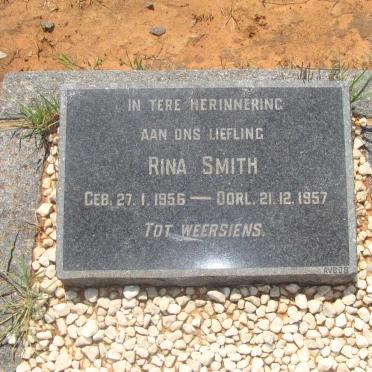 IN TERE HERINNERING
AAN ONS LIEFLING
RINA SMITH
GEB. 27. 1. 1956 — OORL. 21. 12. 1957
TOT WEERSIENS.